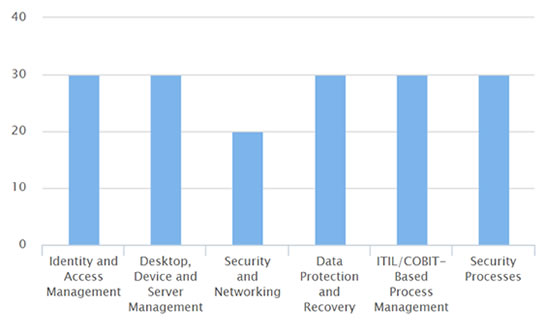 40
30
20
10
0
Identity and
Access
Management
Desktop,
Device and
Server
Management
Security
and
Networking
Data
Protection
and
Recovery
ITIL/COBIT-
Based
Process
Management
Security
Processes